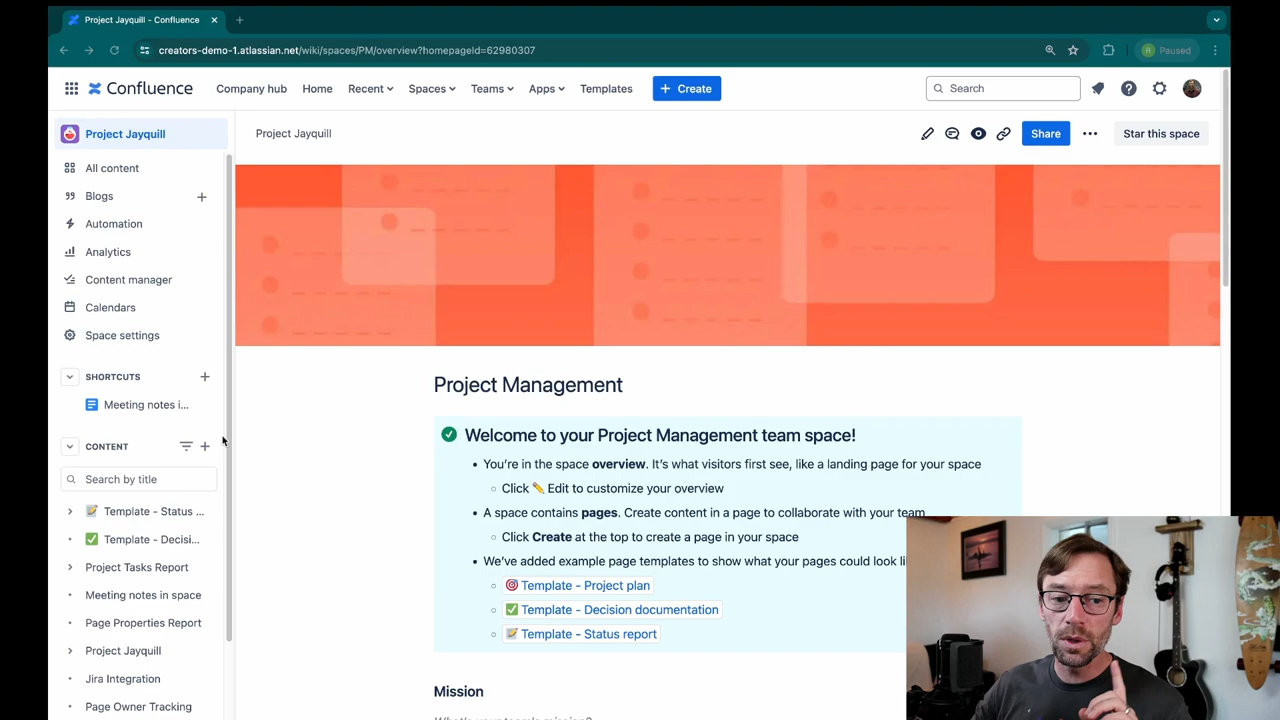 Project Jayquill - Confluence
creators-demo-1.atlassian.net/wiki/spaces/PM/overview?homepageId=62980307
R Paused
Confluence
Company hub
Home
Recent
Spaces
Teams
Apps
Templates
+ Create
Search
Project Jayquill
All content
Blogs
Automation
Analytics
Content manager
Calendars
Space settings
SHORTCUTS
Meeting notes i...
CONTENT
Search by title
Template - Status ...
Template - Decisi...
Project Tasks Report
Meeting notes in space
Page Properties Report
Project Jayquill
Jira Integration
Page Owner Tracking
Project Jayquill
Share
Star this space
Project Management
Welcome to your Project Management team space!
• You're in the space overview. It's what visitors first see, like a landing page for your space
Click ✏️ Edit to customize your overview
• A space contains pages. Create content in a page to collaborate with your team
Click Create at the top to create a page in your space
• We've added example page templates to show what your pages could look
🎯 Template - Project plan
✅ Template - Decision documentation
📝 Template - Status report
Mission
What's your team's mission?